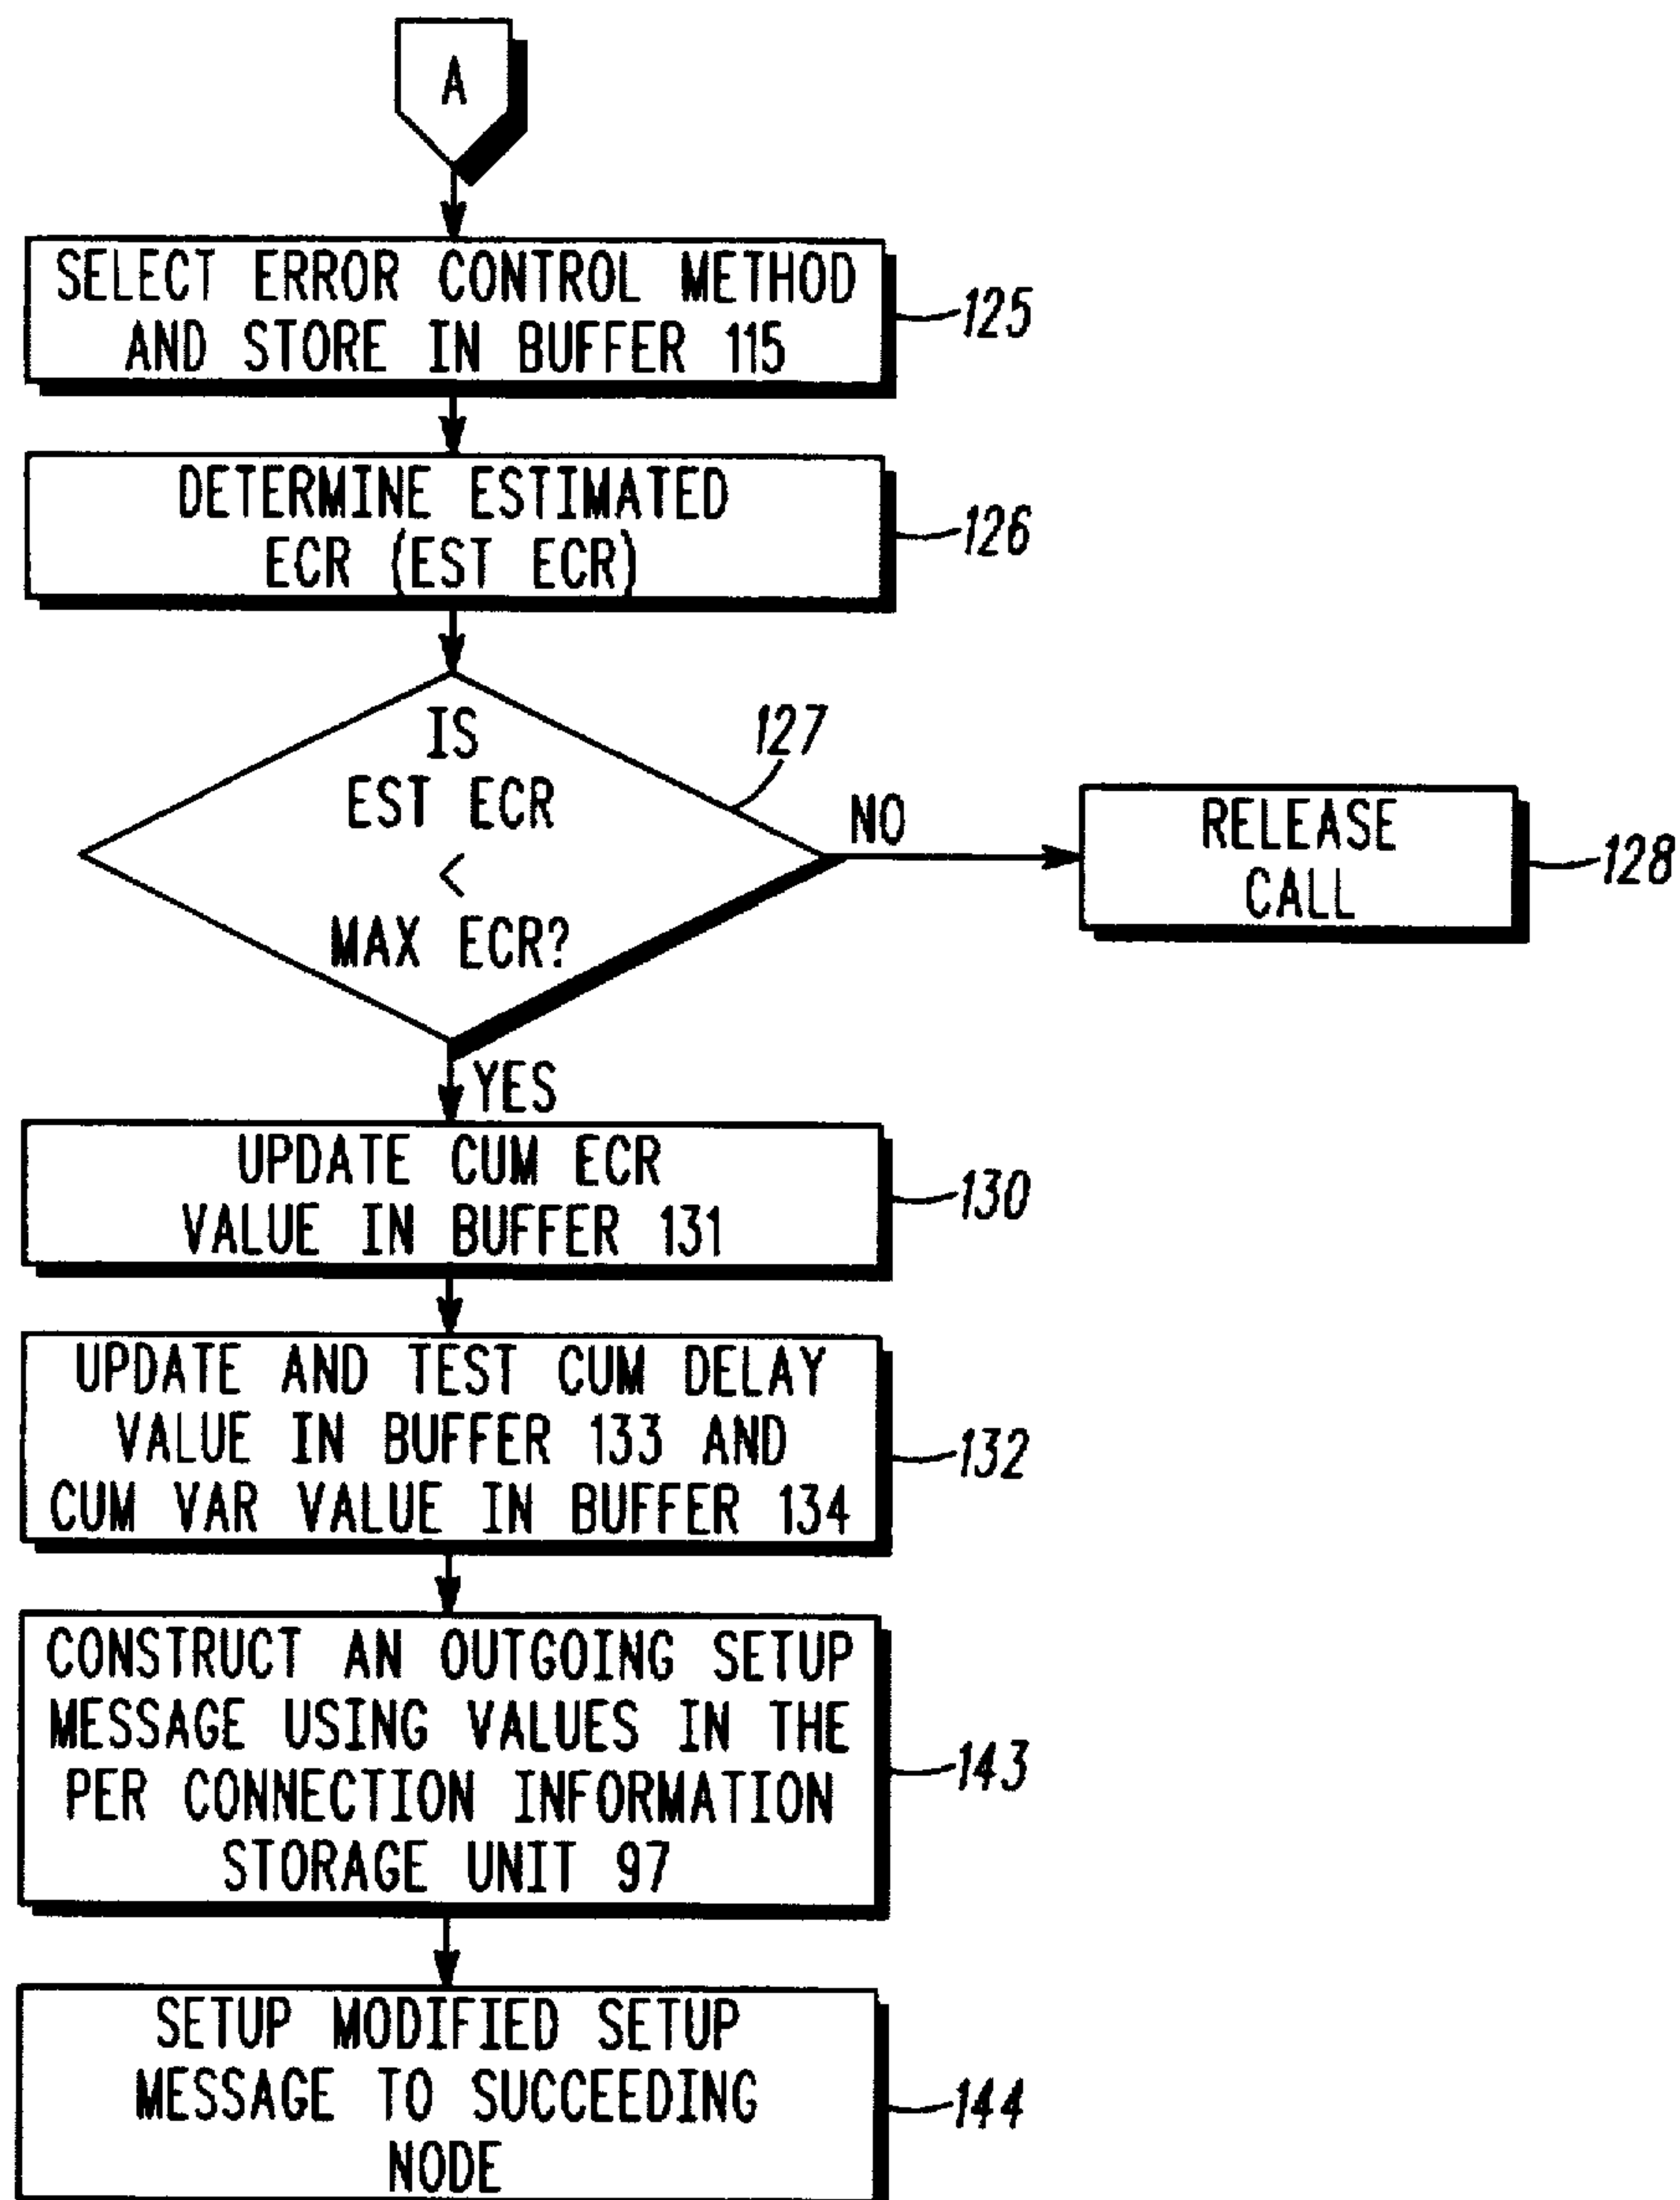 A
SELECT ERROR CONTROL METHOD
AND STORE IN BUFFER 115
125
DETERMINE ESTIMATED
ECR (EST ECR)
126
IS
EST ECR
<
MAX ECR?
127
NO
RELEASE
CALL
128
YES
UPDATE CUM ECR
VALUE IN BUFFER 131
130
UPDATE AND TEST CUM DELAY
VALUE IN BUFFER 133 AND
CUM VAR VALUE IN BUFFER 134
132
CONSTRUCT AN OUTGOING SETUP
MESSAGE USING VALUES IN THE
PER CONNECTION INFORMATION
STORAGE UNIT 97
143
SETUP MODIFIED SETUP
MESSAGE TO SUCCEEDING
NODE
144